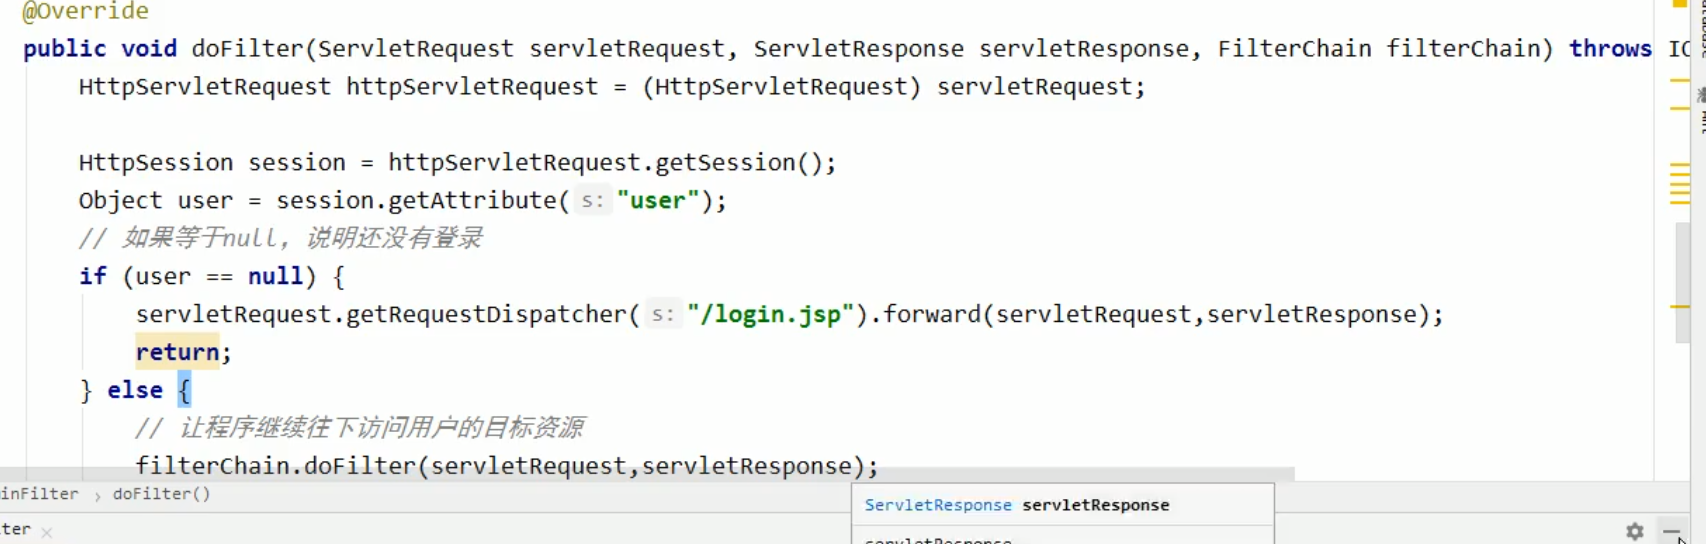 @Override
public void doFilter(ServletRequest servletRequest, ServletResponse servletResponse, FilterChain filterChain) throws
HttpServletRequest httpServletRequest = (HttpServletRequest) servletRequest;
HttpSession session = httpServletRequest.getSession();
Object user = session.getAttribute( s: "user");
// 如果等于null，说明还没有登录
if (user == null) {
servletRequest.getRequestDispatcher( s: "/login.jsp").forward(servletRequest,servletResponse);
return;
} else {
// 让程序继续往下访问用户的目标资源
filterChain.doFilter(servletRequest,servletResponse);
inFilter › doFilter()
ServletResponse servletResponse
ter ×
servletResponse